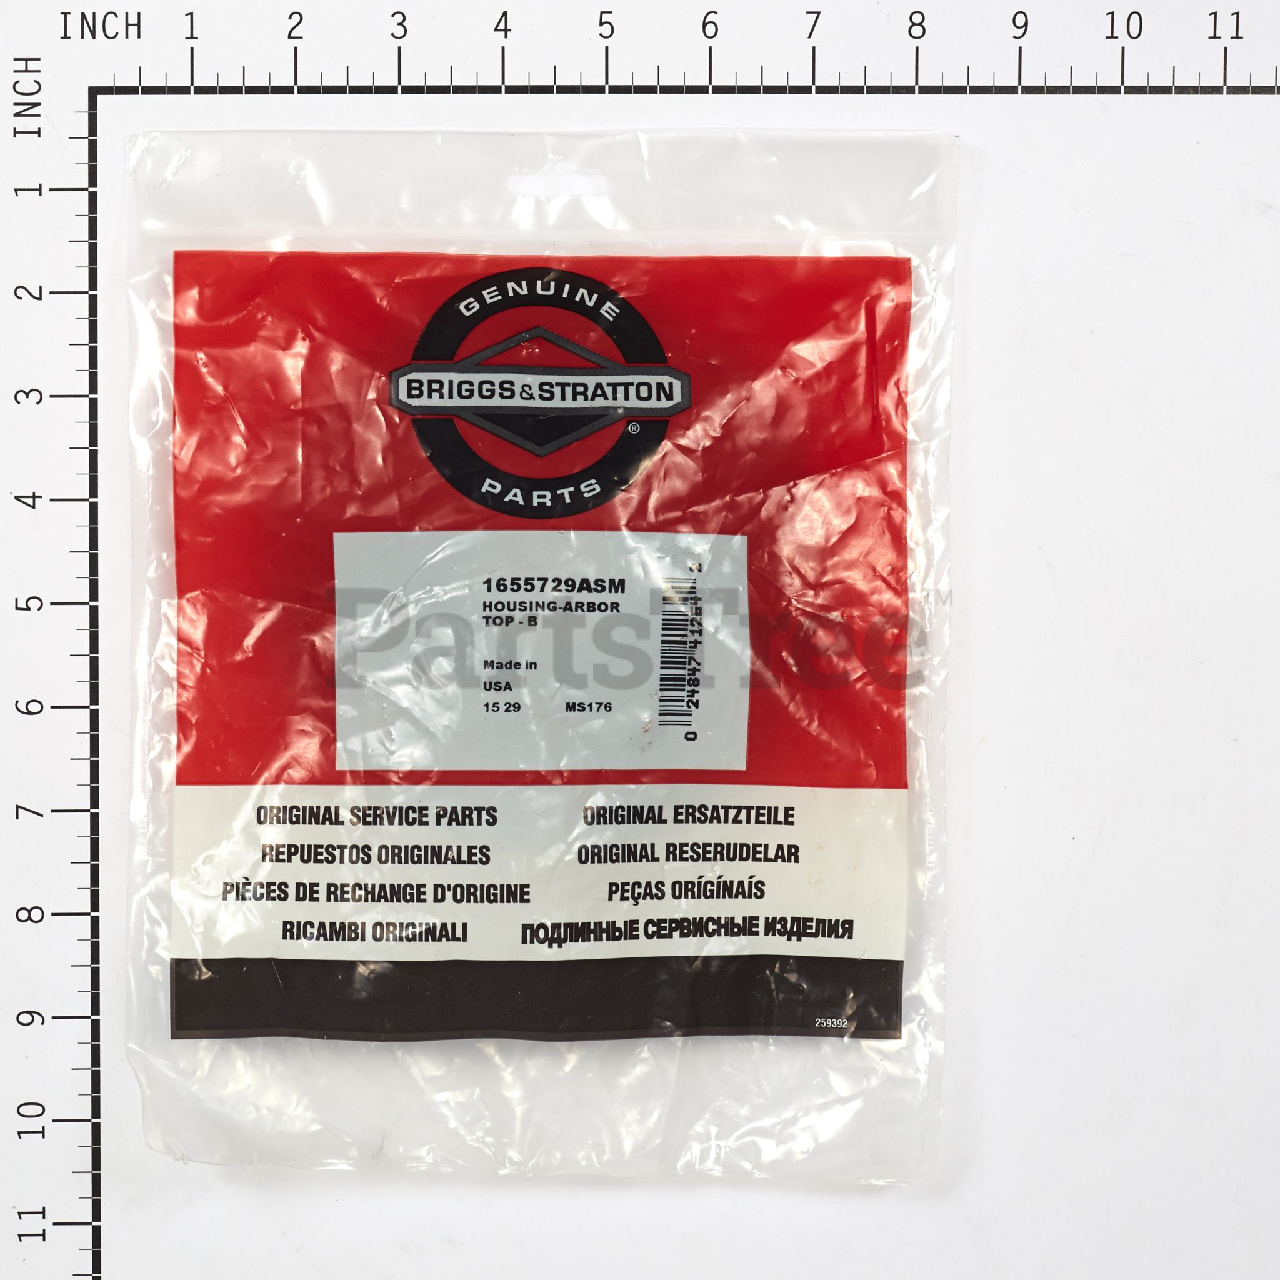 INCH 1 2 3 4 5 6 7 8 9 10 11
INCH
1
2
3
4
5
6
7
8
9
10
11
GENUINE
BRIGGS&STRATTON
®
PARTS
1655729ASM
HOUSING-ARBOR
TOP - B
Made in
USA
15 29 MS176
0 24847 41264 2
PartsTree™
ORIGINAL SERVICE PARTS
ORIGINAL ERSATZTEILE
REPUESTOS ORIGINALES
ORIGINAL RESERUDELAR
PIÈCES DE RECHANGE D'ORIGINE
PEÇAS ORÍGÍNAÍS
RICAMBI ORIGINALI
ПОДЛИННЫЕ СЕРВИСНЫЕ ИЗДЕЛИЯ
259392